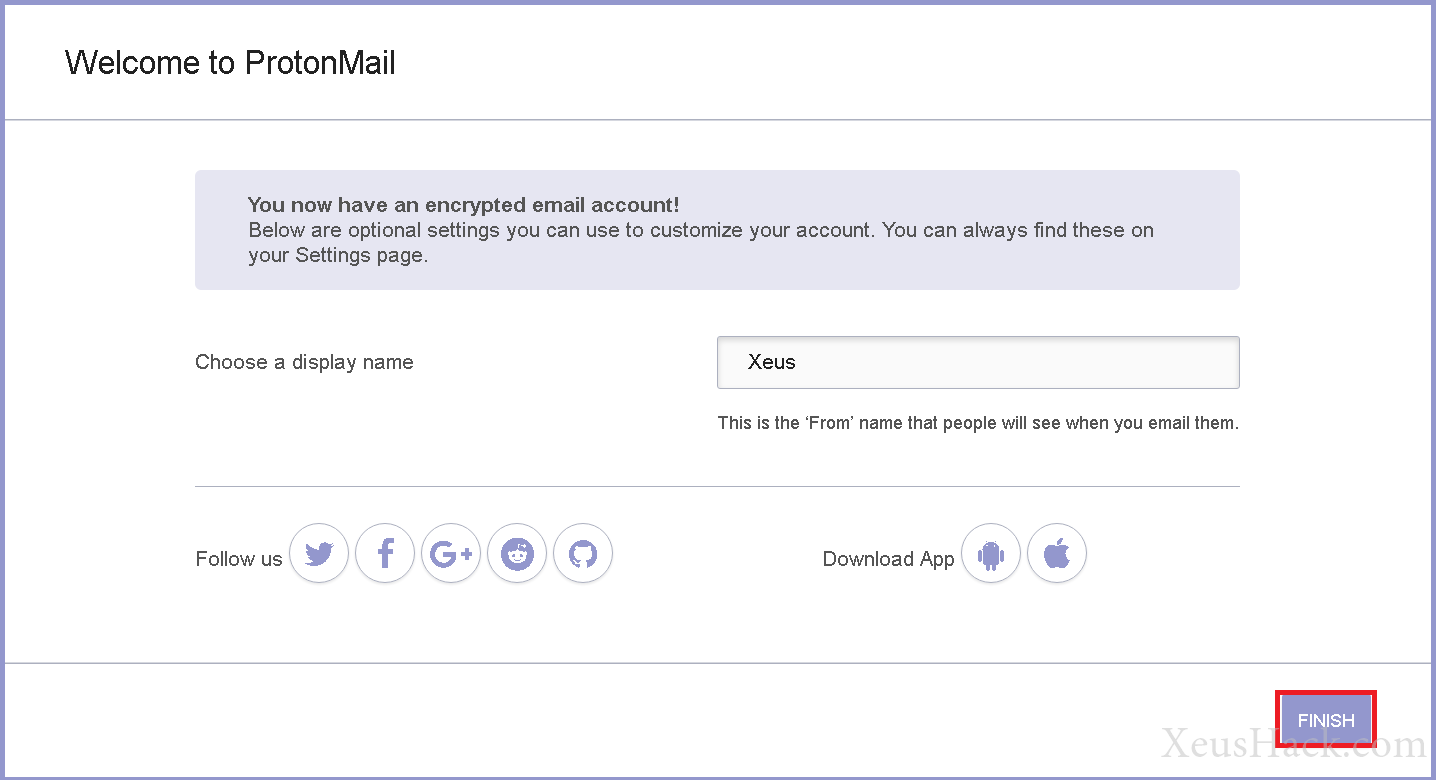 Welcome to ProtonMail
You now have an encrypted email account!
Below are optional settings you can use to customize your account. You can always find these on
your Settings page.
Choose a display name
Xeus
This is the ‘From’ name that people will see when you email them.
Follow us
Download App
FINISH
XeusHack.com